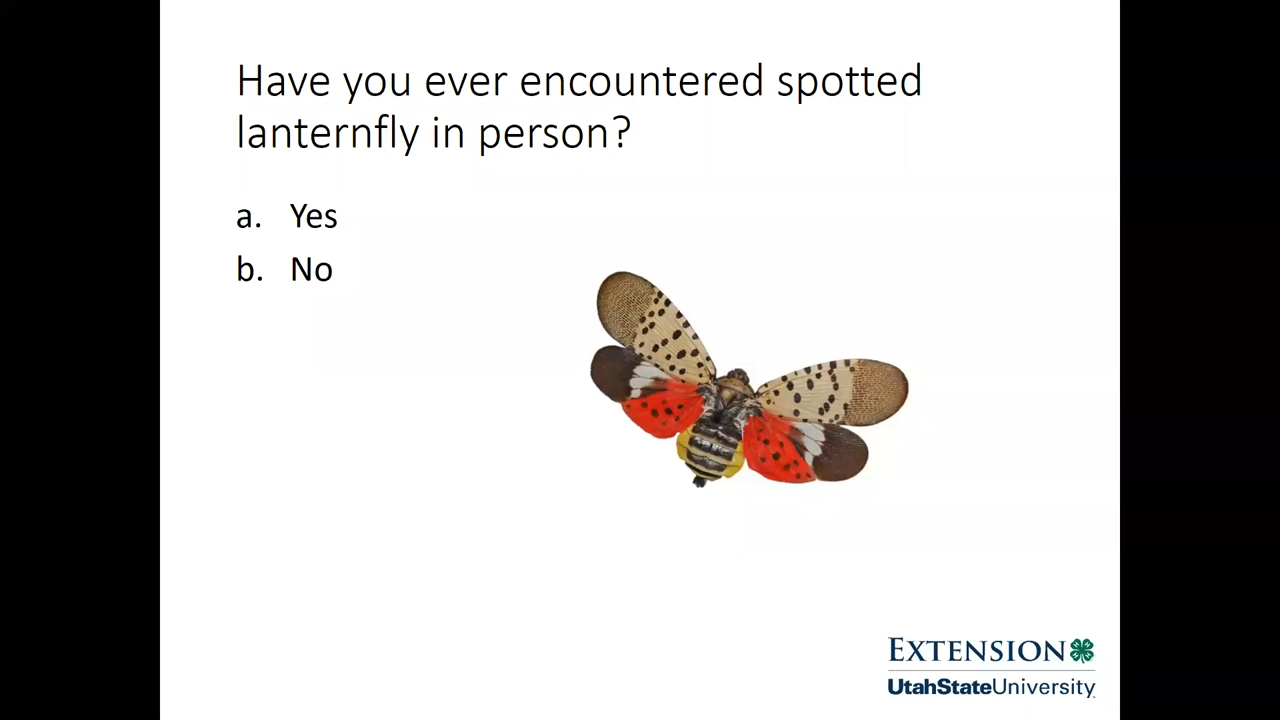 Have you ever encountered spotted
lanternfly in person?
a. Yes
b. No
EXTENSION
UtahStateUniversity